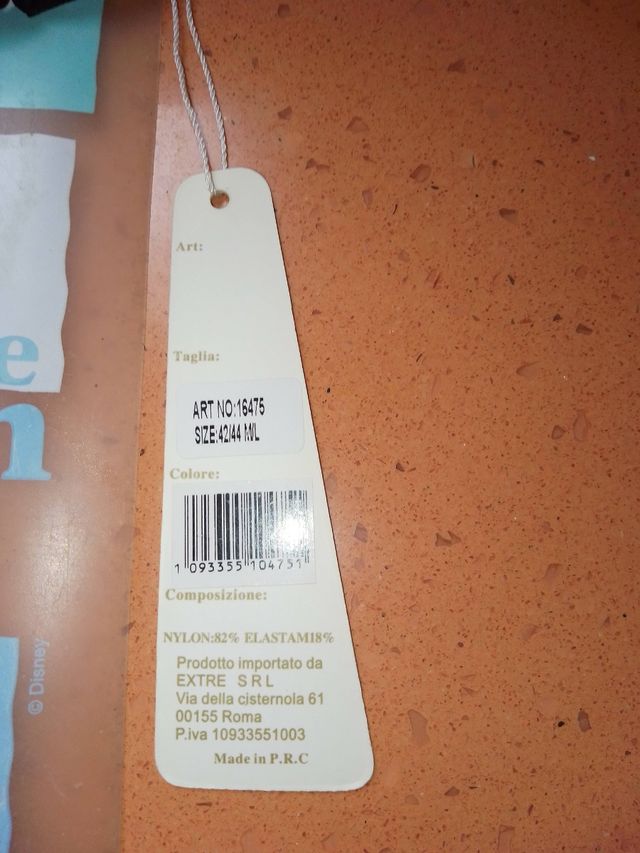 Art:
Taglia:
ART NO:16475
SIZE:42/44 M/L
Colore:
1 093355 104751
Composizione:
NYLON:82% ELASTAM18%
Prodotto importato da
EXTRE S R L
Via della cisternola 61
00155 Roma
P.iva 10933551003
Made in P.R.C
e
n
© Disney